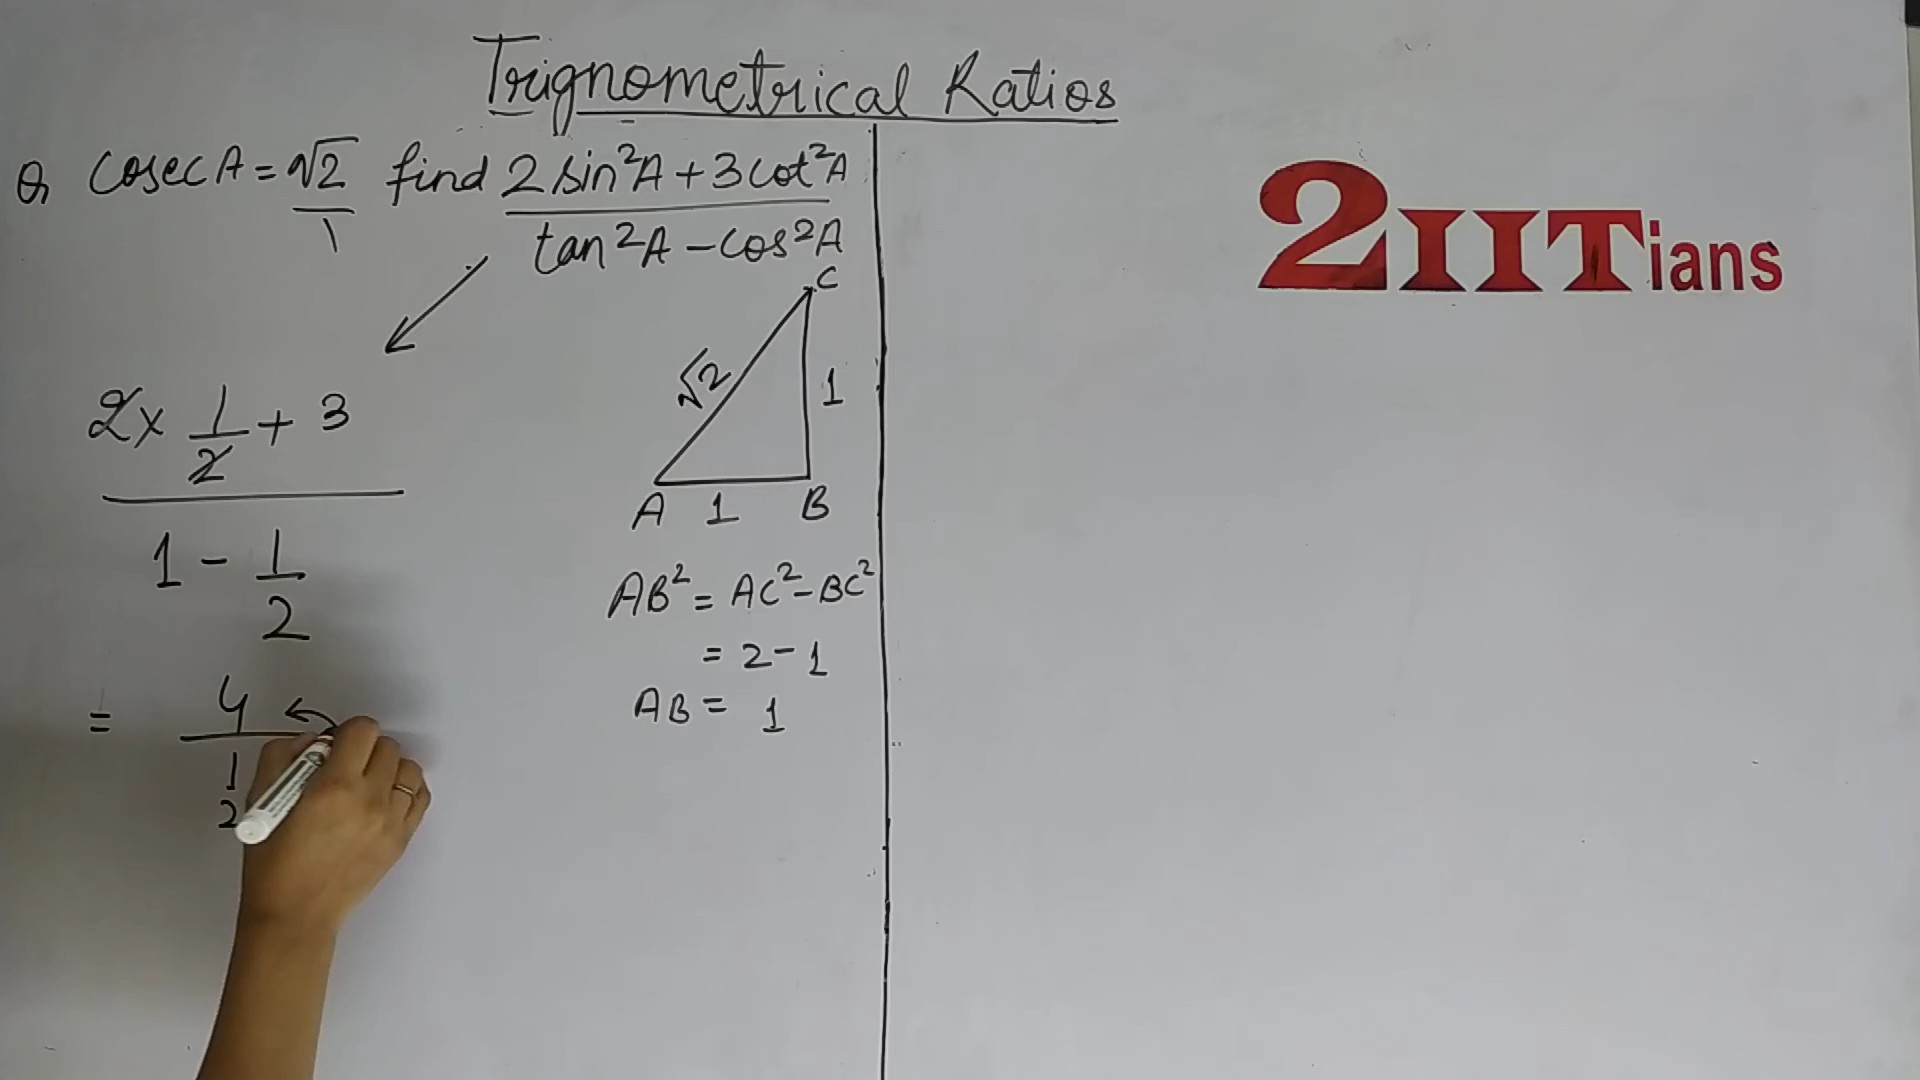 Trignometrical Ratios
Q cosec A = √2/1 find 2 sin²A + 3 cot²A / tan²A - cos²A
2 x 1/2 + 3
1 - 1/2
= 4
1
2
C
√2
1
A 1 B
AB² = AC² - BC²
= 2 - 1
AB = 1
2IITians